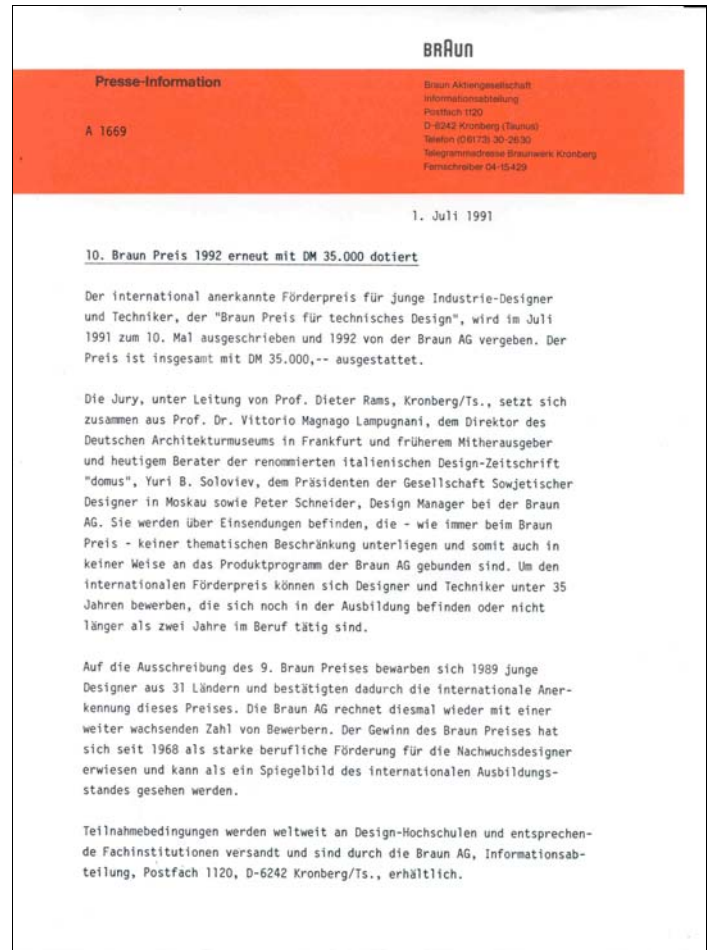 BRAUN
Presse-Information
A 1669
Braun Aktiengesellschaft
Informationsabteilung
Postfach 1120
D-6242 Kronberg (Taunus)
Telefon (06173) 30-2630
Telegrammadresse Braunwerk Kronberg
Fernschreiber 04-15429
1. Juli 1991
10. Braun Preis 1992 erneut mit DM 35.000 dotiert
Der international anerkannte Förderpreis für junge Industrie-Designer
und Techniker, der "Braun Preis für technisches Design", wird im Juli
1991 zum 10. Mal ausgeschrieben und 1992 von der Braun AG vergeben. Der
Preis ist insgesamt mit DM 35.000,-- ausgestattet.
Die Jury, unter Leitung von Prof. Dieter Rams, Kronberg/Ts., setzt sich
zusammen aus Prof. Dr. Vittorio Magnago Lampugnani, dem Direktor des
Deutschen Architekturmuseums in Frankfurt und früherem Mitherausgeber
und heutigem Berater der renommierten italienischen Design-Zeitschrift
"domus", Yuri B. Soloviev, dem Präsidenten der Gesellschaft Sowjetischer
Designer in Moskau sowie Peter Schneider, Design Manager bei der Braun
AG. Sie werden über Einsendungen befinden, die - wie immer beim Braun
Preis - keiner thematischen Beschränkung unterliegen und somit auch in
keiner Weise an das Produktprogramm der Braun AG gebunden sind. Um den
internationalen Förderpreis können sich Designer und Techniker unter 35
Jahren bewerben, die sich noch in der Ausbildung befinden oder nicht
länger als zwei Jahre im Beruf tätig sind.
Auf die Ausschreibung des 9. Braun Preises bewarben sich 1989 junge
Designer aus 31 Ländern und bestätigten dadurch die internationale Aner-
kennung dieses Preises. Die Braun AG rechnet diesmal wieder mit einer
weiter wachsenden Zahl von Bewerbern. Der Gewinn des Braun Preises hat
sich seit 1968 als starke berufliche Förderung für die Nachwuchsdesigner
erwiesen und kann als ein Spiegelbild des internationalen Ausbildungs-
standes gesehen werden.
Teilnahmebedingungen werden weltweit an Design-Hochschulen und entsprechen-
de Fachinstitutionen versandt und sind durch die Braun AG, Informationsab-
teilung, Postfach 1120, D-6242 Kronberg/Ts., erhältlich.